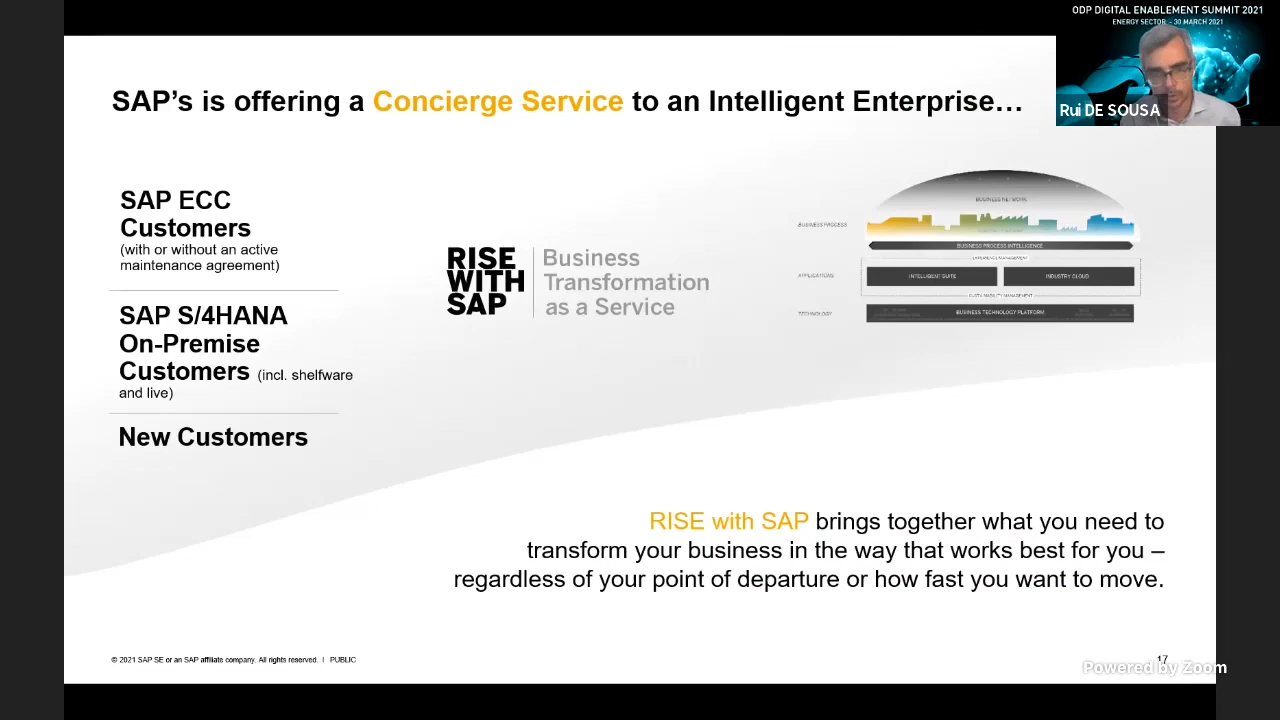 ODP DIGITAL ENABLEMENT SUMMIT 2021
ENERGY SECTOR - 30 MARCH 2021
Rui DE SOUSA
SAP's is offering a Concierge Service to an Intelligent Enterprise…
SAP ECC
Customers
(with or without an active
maintenance agreement)
SAP S/4HANA
On-Premise
Customers (incl. shelfware
and live)
New Customers
RISE
WITH
SAP
Business
Transformation
as a Service
BUSINESS NETWORK
BUSINESS PROCESS
BUSINESS PROCESS INTELLIGENCE
EXPERIENCE MANAGEMENT
APPLICATIONS
INTELLIGENT SUITE
INDUSTRY CLOUD
SUSTAINABILITY MANAGEMENT
TECHNOLOGY
BUSINESS TECHNOLOGY PLATFORM
RISE with SAP brings together what you need to
transform your business in the way that works best for you –
regardless of your point of departure or how fast you want to move.
© 2021 SAP SE or an SAP affiliate company. All rights reserved. I PUBLIC
17
Powered by Zoom